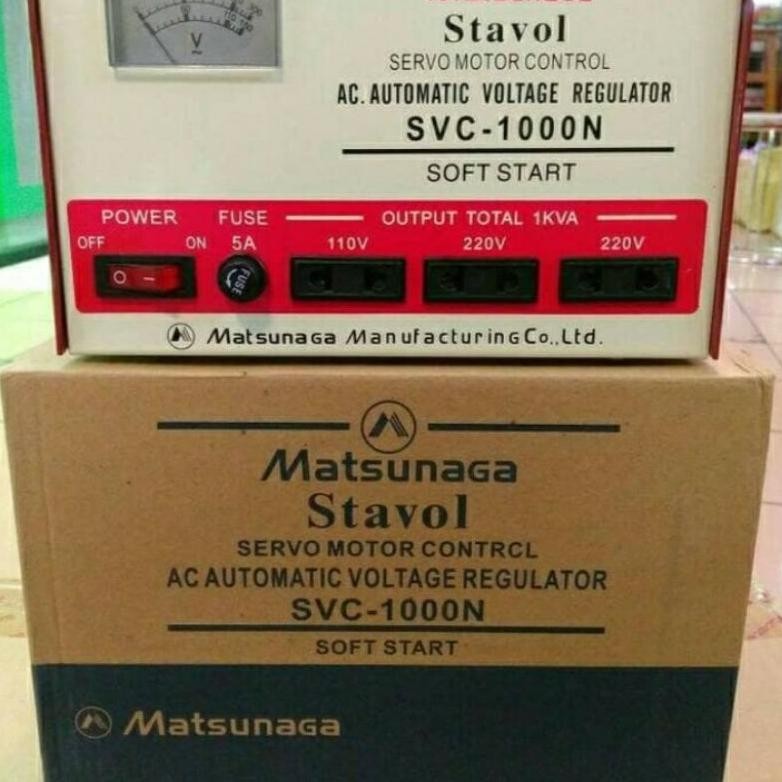 V
Stavol
SERVO MOTOR CONTROL
AC. AUTOMATIC VOLTAGE REGULATOR
SVC-1000N
SOFT START
POWER FUSE OUTPUT TOTAL 1KVA
OFF ON 5A 110V 220V 220V
FUSE
Matsunaga Manufacturing Co.,Ltd.
Matsunaga
Stavol
SERVO MOTOR CONTRCL
AC AUTOMATIC VOLTAGE REGULATOR
SVC-1000N
SOFT START
Matsunaga